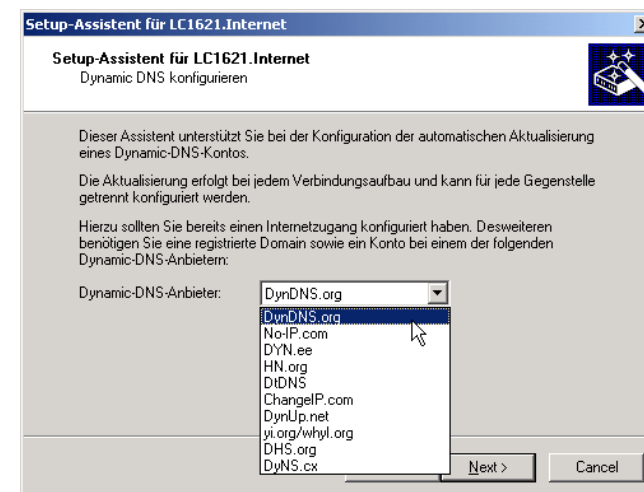 Setup-Assistent für LC1621.Internet
Setup-Assistent für LC1621.Internet
Dynamic DNS konfigurieren
Dieser Assistent unterstützt Sie bei der Konfiguration der automatischen Aktualisierung
eines Dynamic-DNS-Kontos.
Die Aktualisierung erfolgt bei jedem Verbindungsaufbau und kann für jede Gegenstelle
getrennt konfiguriert werden.
Hierzu sollten Sie bereits einen Internetzugang konfiguriert haben. Desweiteren
benötigen Sie eine registrierte Domain sowie ein Konto bei einem der folgenden
Dynamic-DNS-Anbietern:
Dynamic-DNS-Anbieter: DynDNS.org
DynDNS.org
No-IP.com
DYN.ee
HN.org
DtDNS
ChangeIP.com
DynUp.net
yi.org/whyI.org
DHS.org
DyNS.cx
Next > Cancel